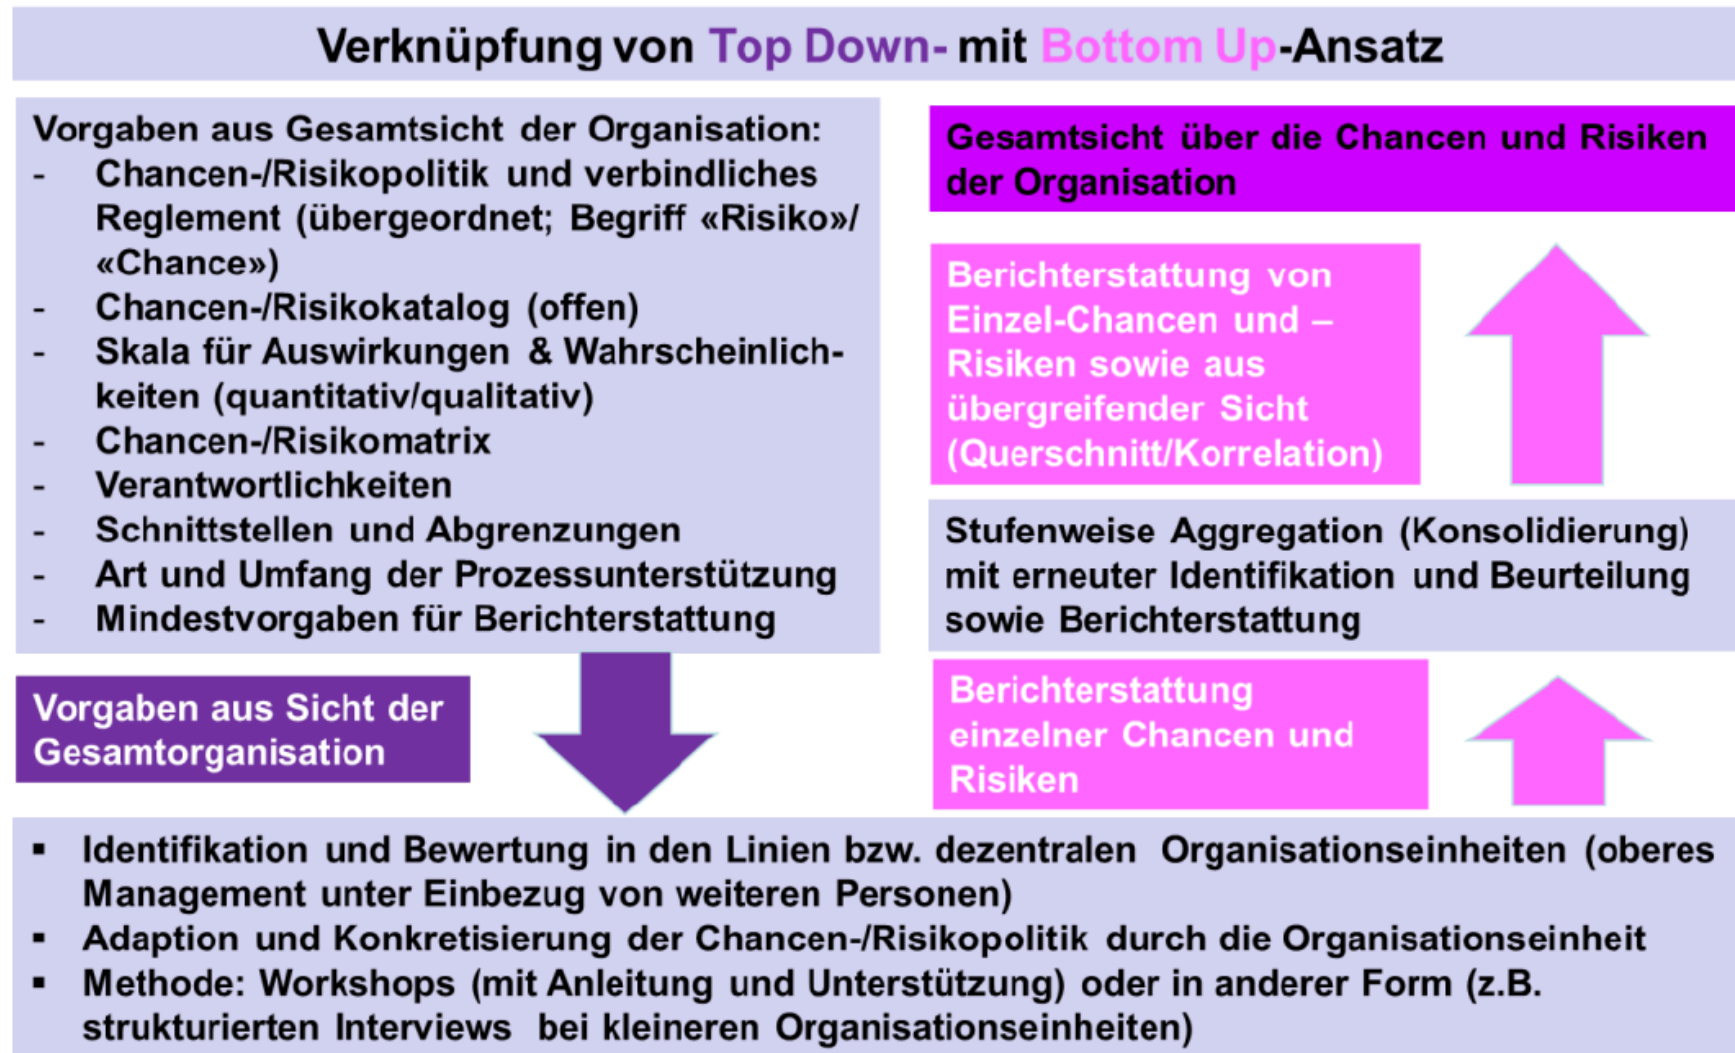 Verknüpfung von Top Down- mit Bottom Up-Ansatz
Vorgaben aus Gesamtsicht der Organisation:
- Chancen-/Risikopolitik und verbindliches
Reglement (übergeordnet; Begriff «Risiko»/
«Chance»)
- Chancen-/Risikokatalog (offen)
- Skala für Auswirkungen & Wahrscheinlich-
keiten (quantitativ/qualitativ)
- Chancen-/Risikomatrix
- Verantwortlichkeiten
- Schnittstellen und Abgrenzungen
- Art und Umfang der Prozessunterstützung
- Mindestvorgaben für Berichterstattung
Vorgaben aus Sicht der
Gesamtorganisation
Gesamtsicht über die Chancen und Risiken
der Organisation
Berichterstattung von
Einzel-Chancen und –
Risiken sowie aus
übergreifender Sicht
(Querschnitt/Korrelation)
Stufenweise Aggregation (Konsolidierung)
mit erneuter Identifikation und Beurteilung
sowie Berichterstattung
Berichterstattung
einzelner Chancen und
Risiken
▪ Identifikation und Bewertung in den Linien bzw. dezentralen Organisationseinheiten (oberes
Management unter Einbezug von weiteren Personen)
▪ Adaption und Konkretisierung der Chancen-/Risikopolitik durch die Organisationseinheit
▪ Methode: Workshops (mit Anleitung und Unterstützung) oder in anderer Form (z.B.
strukturierten Interviews bei kleineren Organisationseinheiten)